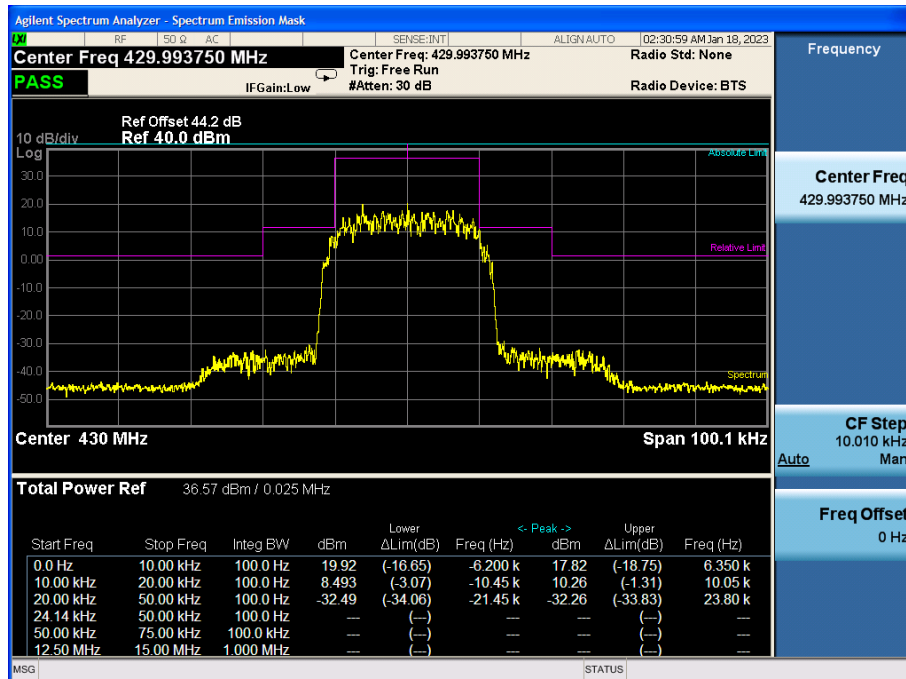 Agilent Spectrum Analyzer - Spectrum Emission Mask
LXI RF 50 Ω AC SENSE:INT ALIGN AUTO 02:30:59 AM Jan 18, 2023
Center Freq 429.993750 MHz
Center Freq: 429.993750 MHz
Radio Std: None
Trig: Free Run
PASS
IFGain:Low
#Atten: 30 dB
Radio Device: BTS
Ref Offset 44.2 dB
10 dB/div Ref 40.0 dBm
Log
Absolute Limit
30.0
20.0
10.0
Relative Limit
0.00
-10.0
-20.0
-30.0
-40.0
Spectrum
-50.0
Center 430 MHz Span 100.1 kHz
Total Power Ref 36.57 dBm / 0.025 MHz
Lower <- Peak -> Upper
Start Freq Stop Freq Integ BW dBm ΔLim(dB) Freq (Hz) dBm ΔLim(dB) Freq (Hz)
0.0 Hz 10.00 kHz 100.0 Hz 19.92 (-16.65) -6.200 k 17.82 (-18.75) 6.350 k
10.00 kHz 20.00 kHz 100.0 Hz 8.493 (-3.07) -10.45 k 10.26 (-1.31) 10.05 k
20.00 kHz 50.00 kHz 100.0 Hz -32.49 (-34.06) -21.45 k -32.26 (-33.83) 23.80 k
24.14 kHz 50.00 kHz 100.0 Hz --- (---) --- --- (---) ---
50.00 kHz 75.00 kHz 100.0 kHz --- (---) --- --- (---) ---
12.50 MHz 15.00 MHz 1.000 MHz --- (---) --- --- (---) ---
MSG STATUS
Frequency
Center Freq
429.993750 MHz
CF Step
10.010 kHz
Auto Man
Freq Offset
0 Hz